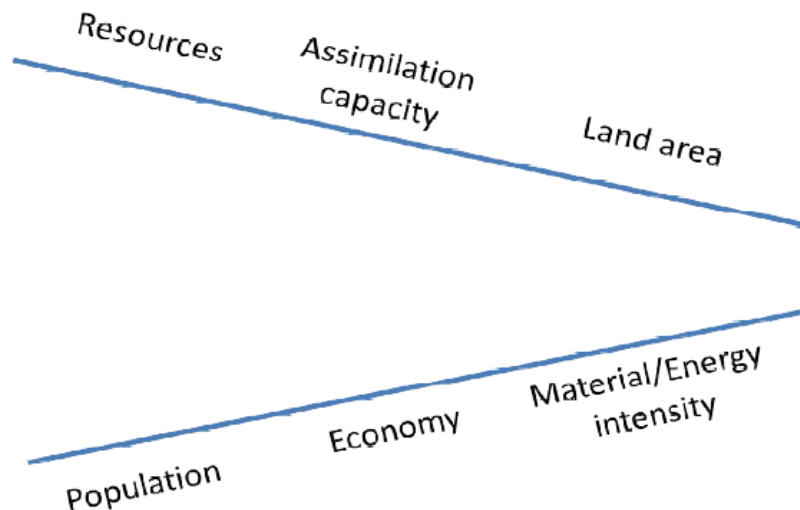 Resources
Assimilation
capacity
Land area
Material/Energy
intensity
Economy
Population